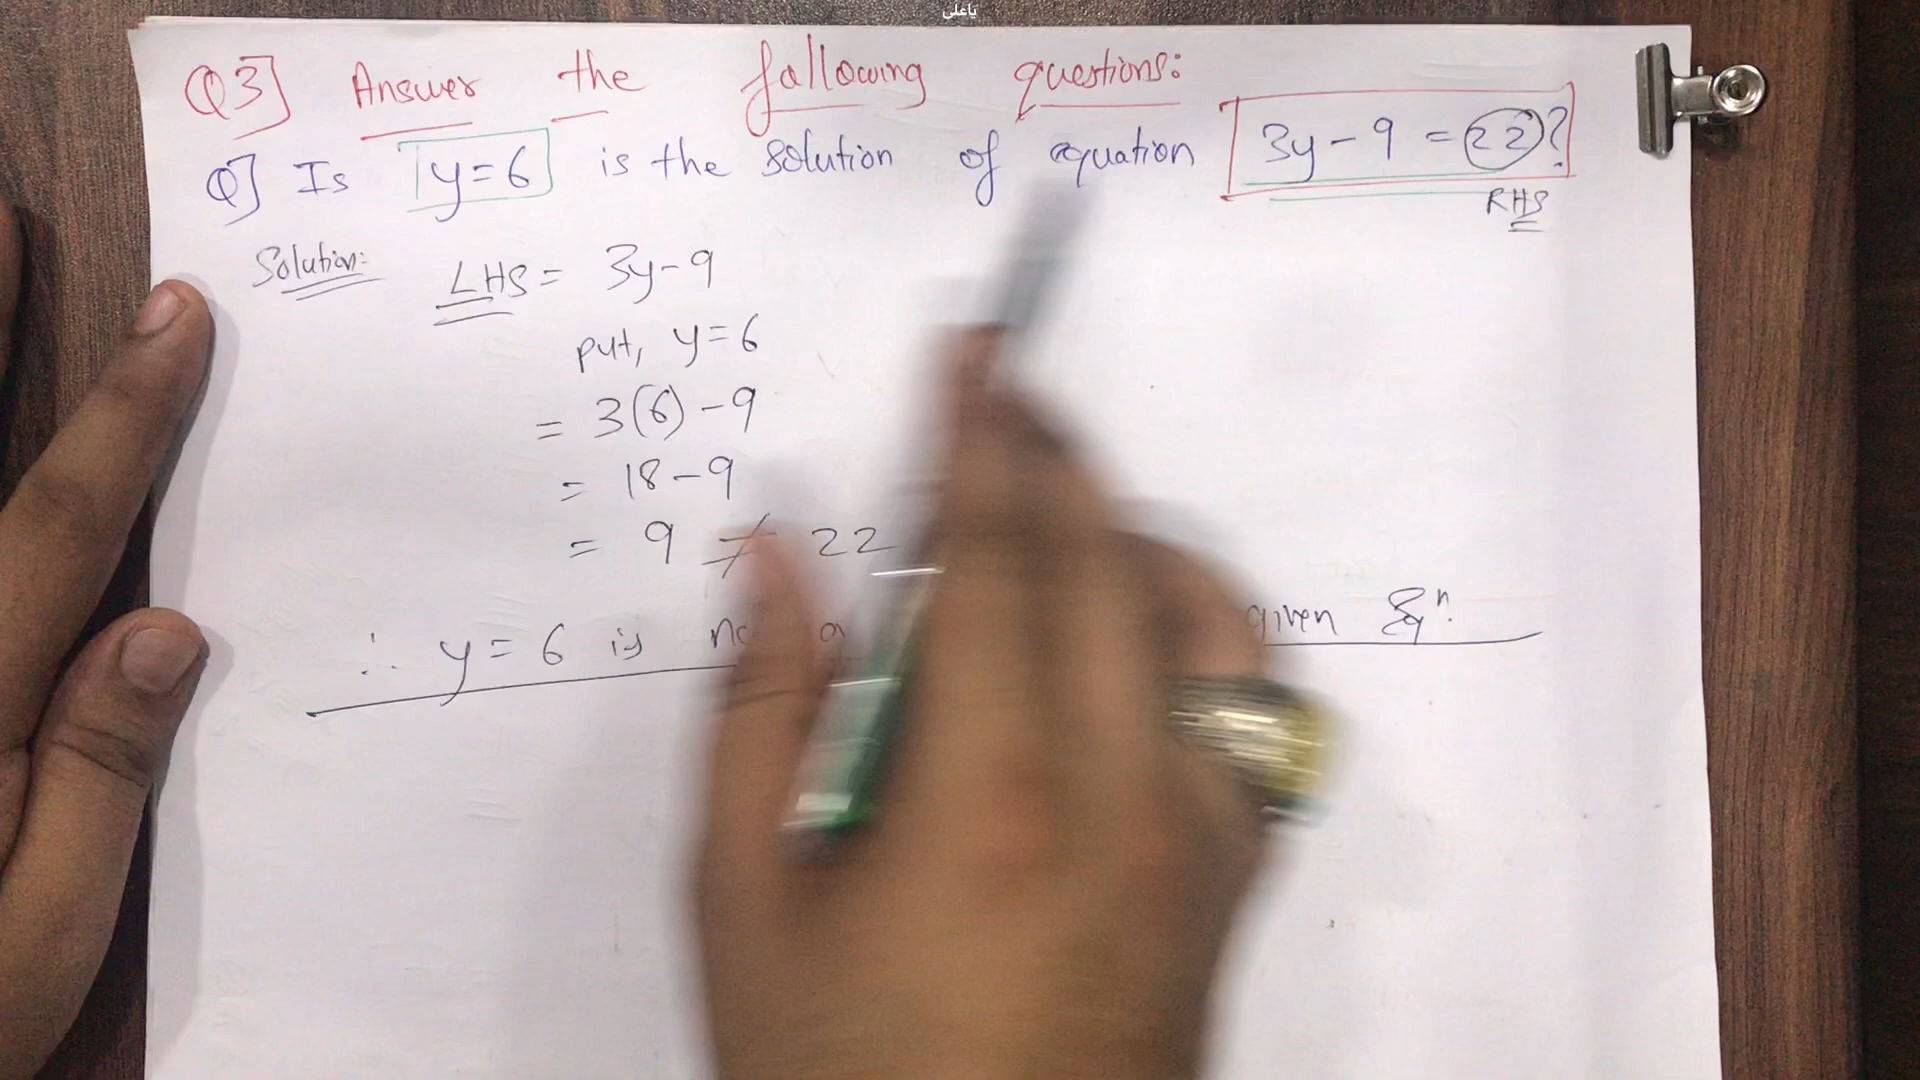 ياعلى
Q3] Answer the following questions:
Q] Is y=6 is the solution of equation 3y-9=22?
RHS
Solution: LHS = 3y-9
put, y=6
= 3(6)-9
= 18-9
= 9 ≠ 22
∴ y=6 is a given Eqⁿ.